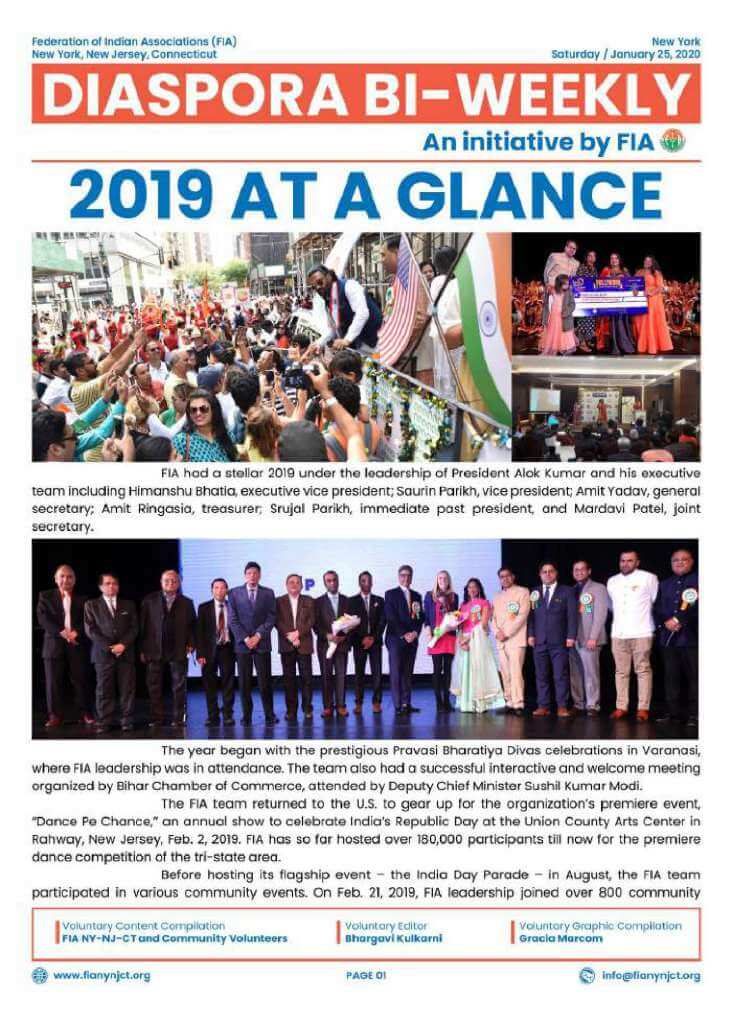 Federation of Indian Associations (FIA)
New York, New Jersey, Connecticut
New York
Saturday / January 25, 2020
DIASPORA BI-WEEKLY
An initiative by FIA
2019 AT A GLANCE
FIA had a stellar 2019 under the leadership of President Alok Kumar and his executive
team including Himanshu Bhatia, executive vice president; Saurin Parikh, vice president; Amit Yadav, general
secretary; Amit Ringasia, treasurer; Srujal Parikh, immediate past president, and Mardavi Patel, joint
secretary.
The year began with the prestigious Pravasi Bharatiya Divas celebrations in Varanasi,
where FIA leadership was in attendance. The team also had a successful interactive and welcome meeting
organized by Bihar Chamber of Commerce, attended by Deputy Chief Minister Sushil Kumar Modi.
The FIA team returned to the U.S. to gear up for the organization's premiere event,
"Dance Pe Chance," an annual show to celebrate India's Republic Day at the Union County Arts Center in
Rahway, New Jersey, Feb. 2, 2019. FIA has so far hosted over 180,000 participants till now for the premiere
dance competition of the tri-state area.
Before hosting its flagship event – the India Day Parade – in August, the FIA team
participated in various community events. On Feb. 21, 2019, FIA leadership joined over 800 community
Voluntary Content Compilation
FIA NY-NJ-CT and Community Volunteers
Voluntary Editor
Bhargavi Kulkarni
Voluntary Graphic Compilation
Gracia Marcom
www.fianynjct.org
PAGE 01
info@fianynjct.org